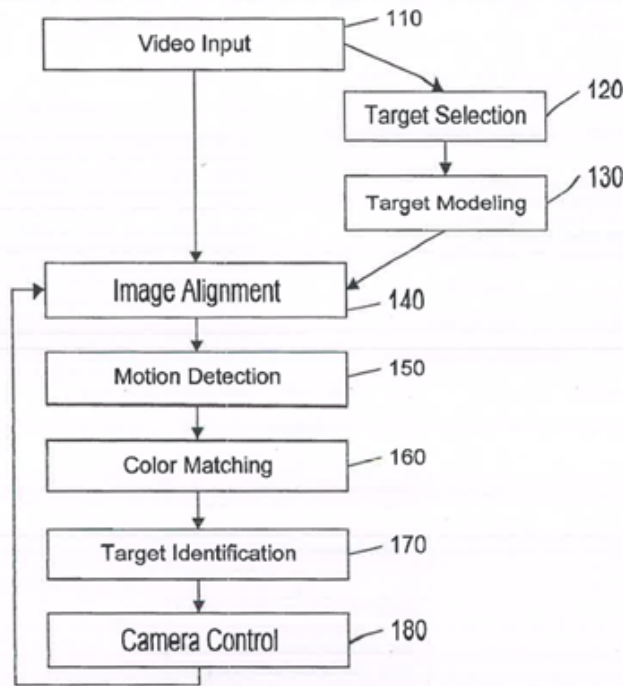 110
Video Input
120
Target Selection
130
Target Modeling
Image Alignment
140
Motion Detection
150
Color Matching
160
Target Identification
170
Camera Control
180